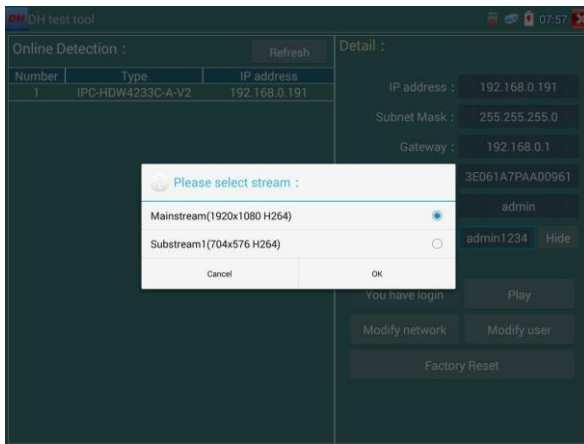 DH DH test tool 07:57
Online Detection :
Refresh
Number Type IP address
1 IPC-HDW4233C-A-V2 192.168.0.191
Detail :
IP address : 192.168.0.191
Subnet Mask : 255.255.255.0
Gateway : 192.168.0.1
3E061A7PAA00961
admin
admin1234 Hide
You have login Play
Modify network Modify user
Factory Reset
Please select stream :
Mainstream(1920x1080 H264)
Substream1(704x576 H264)
Cancel OK